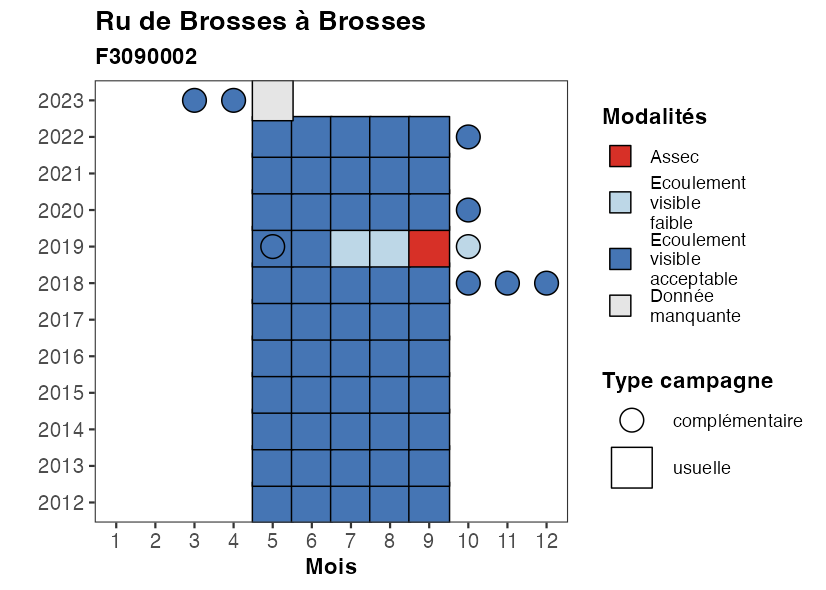 Ru de Brosses à Brosses
F3090002
2023
2022
2021
2020
2019
2018
2017
2016
2015
2014
2013
2012
1 2 3 4 5 6 7 8 9 10 11 12
Mois
Modalités
Assec
Ecoulement
visible
faible
Ecoulement
visible
acceptable
Donnée
manquante
Type campagne
complémentaire
usuelle